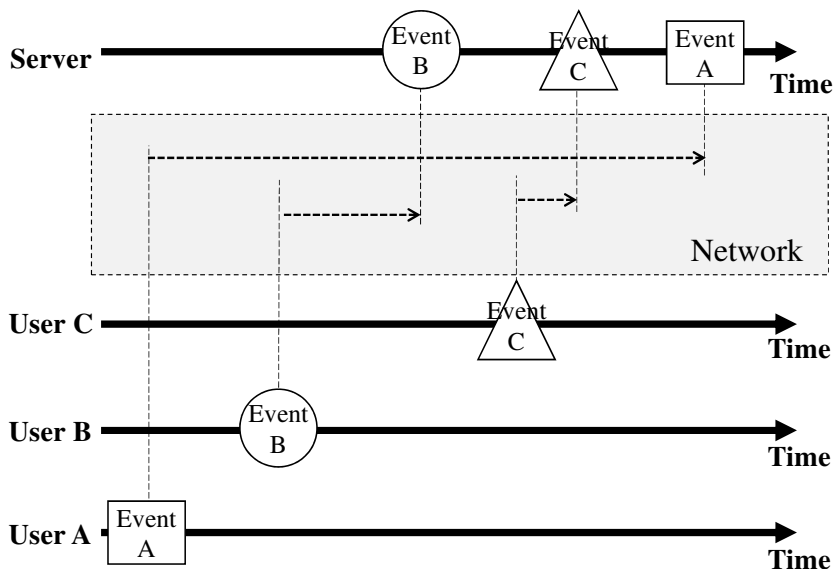 Server
Event
B
Event
C
Event
A
Time
Network
User C
Event
C
Time
User B
Event
B
Time
User A
Event
A
Time